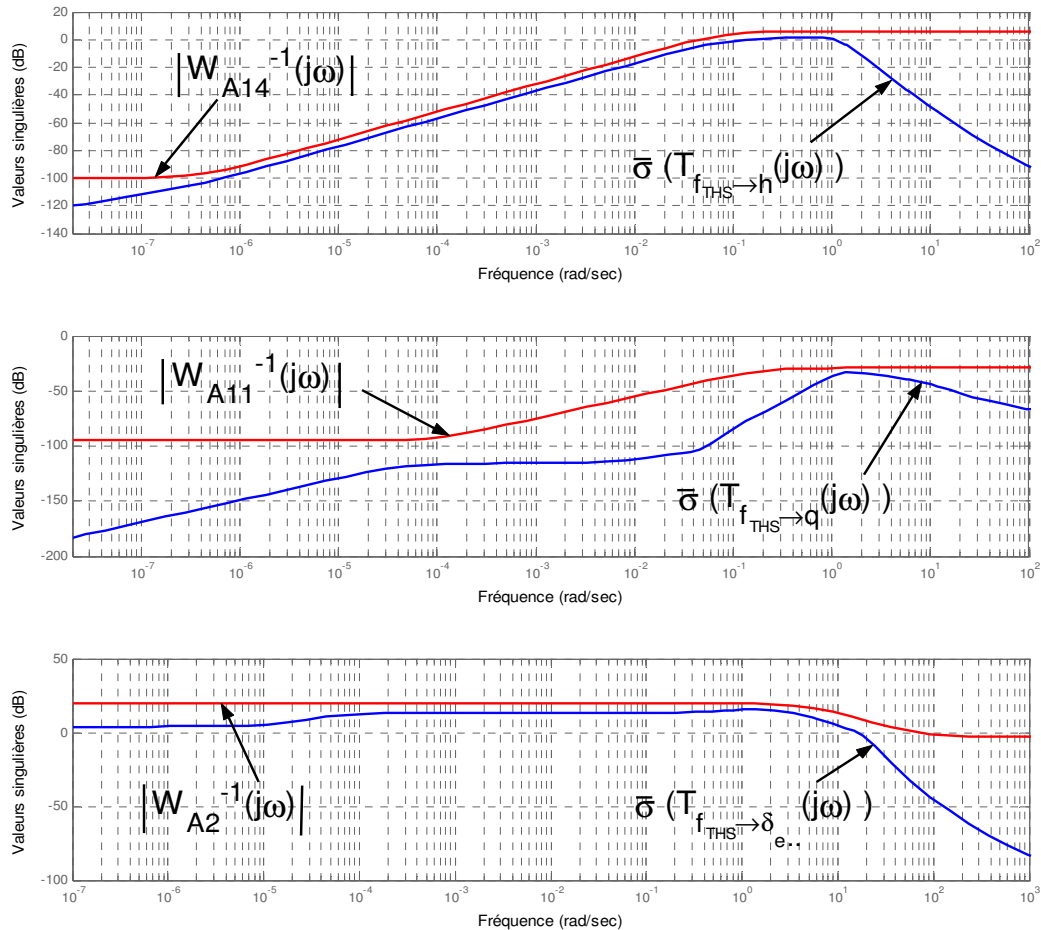 Valeurs singulières (dB)
20
0
20
40
60
80
-100
-120
-140
|W_A14^-1(jω)|
σ̅ (T_f_THS→h(jω) )
10^-7 10^-6 10^-5 10^-4 10^-3 10^-2 10^-1 10^0 10^1 10^2
Fréquence (rad/sec)
Valeurs singulières (dB)
0
-50
-100
-150
-200
|W_A11^-1(jω)|
σ̅ (T_f_THS→q(jω) )
10^-7 10^-6 10^-5 10^-4 10^-3 10^-2 10^-1 10^0 10^1 10^2
Fréquence (rad/sec)
Valeurs singulières (dB)
50
0
-50
-100
|W_A2^-1(jω)|
σ̅ (T_f_THS→δ_e..(jω) )
10^-7 10^-6 10^-5 10^-4 10^-3 10^-2 10^-1 10^0 10^1 10^2 10^3
Fréquence (rad/sec)